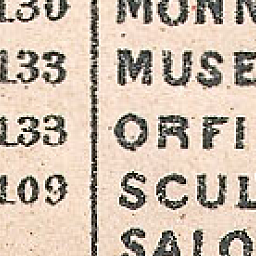 130 MONN
133 MUSE
133 ORFI
109 SCUL
SALO